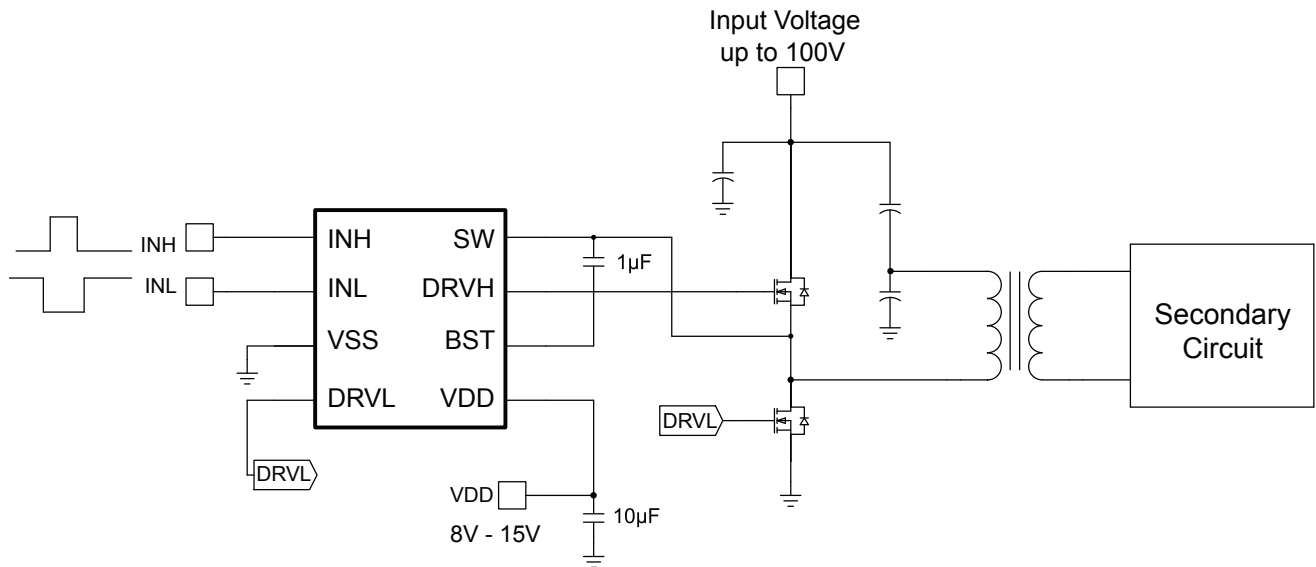 Input Voltage
up to 100V
INH
INL
INH
INL
VSS
DRVL
SW
DRVH
BST
VDD
1µF
DRVL
DRVL
VDD
8V - 15V
10µF
Secondary
Circuit